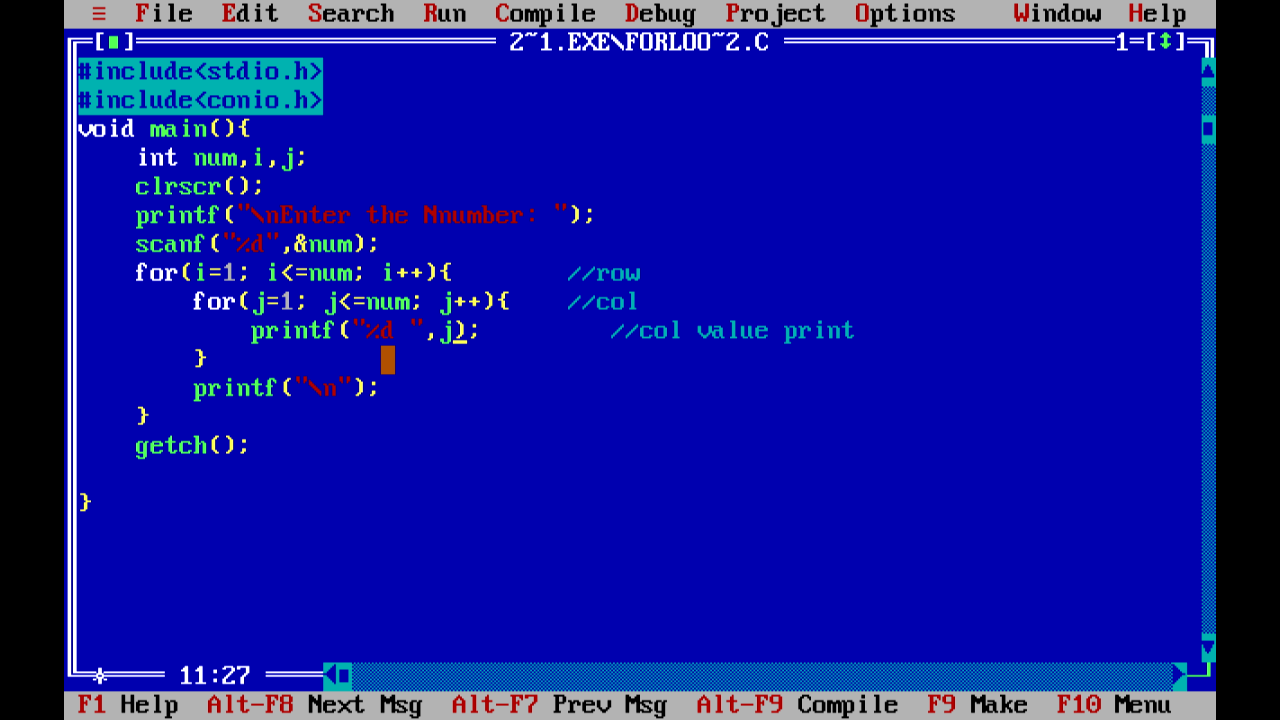 ≡ File Edit Search Run Compile Debug Project Options Window Help
[■] 2~1.EXE\FORLOO~2.C 1=[↕]
#include<stdio.h>
#include<conio.h>
void main(){
    int num,i,j;
    clrscr();
    printf("\nEnter the Nnumber: ");
    scanf("%d",&num);
    for(i=1; i<=num; i++){        //row
        for(j=1; j<=num; j++){    //col
            printf("%d ",j);         //col value print
        }
        printf("\n");
    }
    getch();
}
11:27
F1 Help Alt-F8 Next Msg Alt-F7 Prev Msg Alt-F9 Compile F9 Make F10 Menu